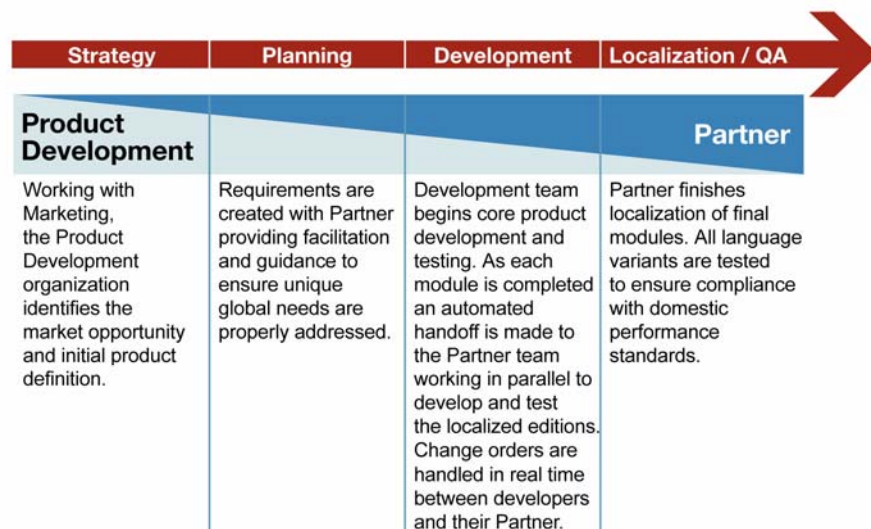 Strategy
Planning
Development
Localization / QA
Product
Development
Partner
Working with
Marketing,
the Product
Development
organization
identifies the
market opportunity
and initial product
definition.
Requirements are
created with Partner
providing facilitation
and guidance to
ensure unique
global needs are
properly addressed.
Development team
begins core product
development and
testing. As each
module is completed
an automated
handoff is made to
the Partner team
working in parallel to
develop and test
the localized editions.
Change orders are
handled in real time
between developers
and their Partner.
Partner finishes
localization of final
modules. All language
variants are tested
to ensure compliance
with domestic
performance
standards.